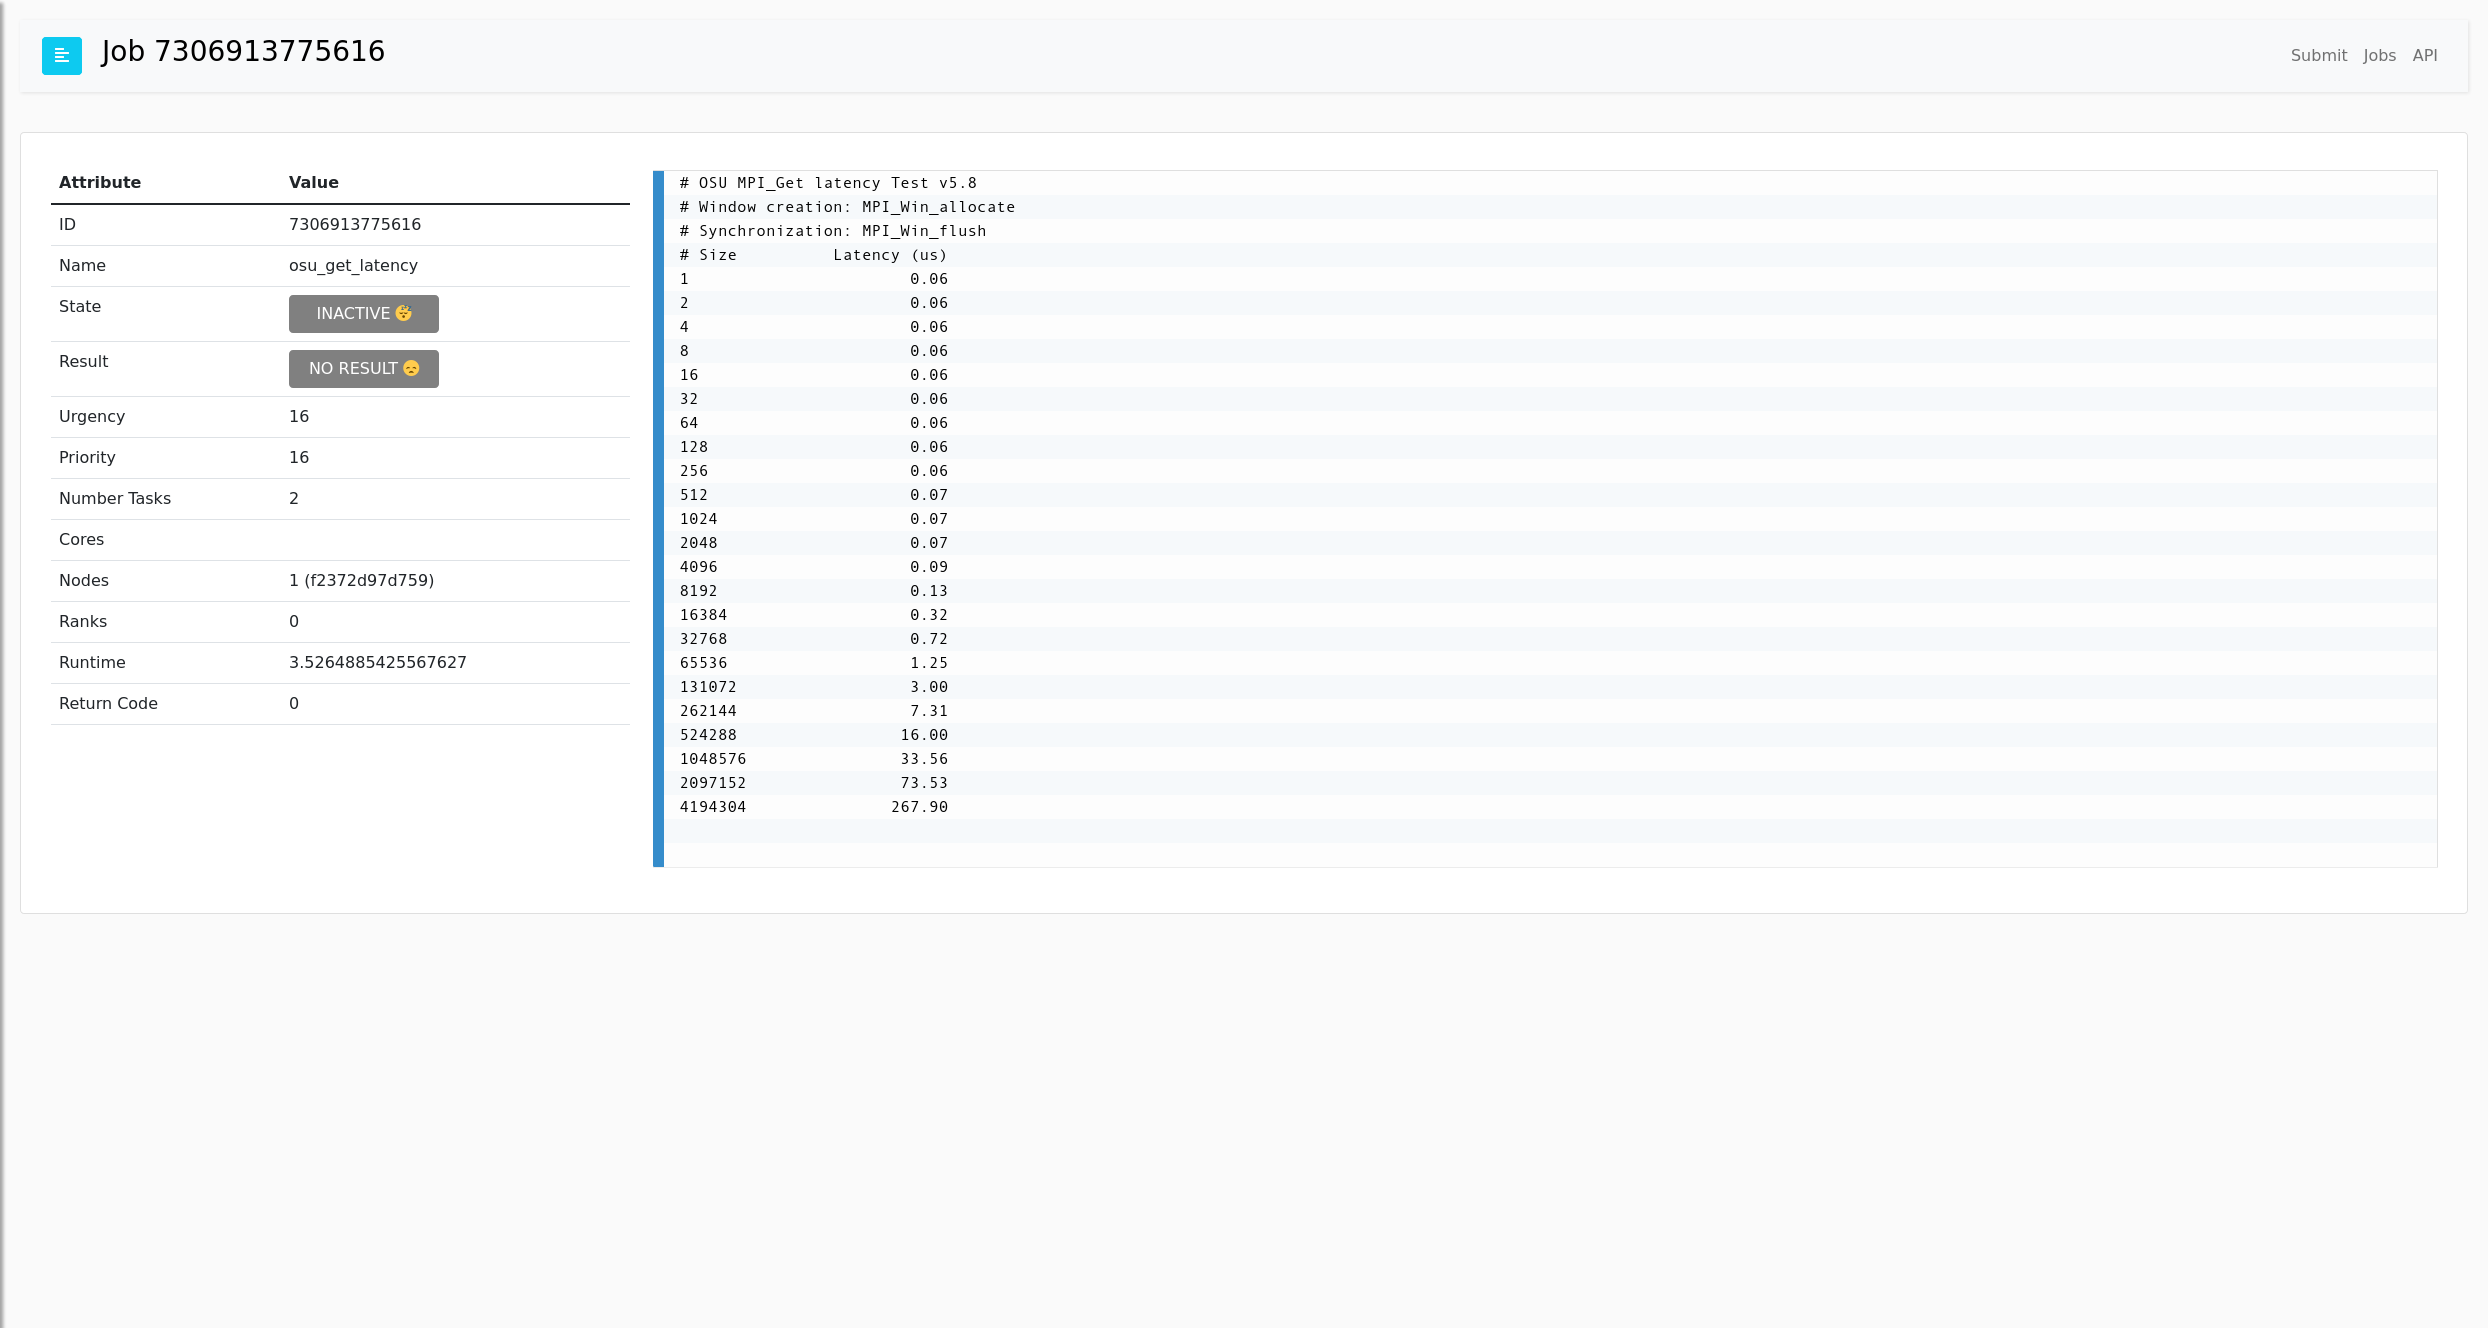 Job 7306913775616
Submit Jobs API
Attribute Value
ID 7306913775616
Name osu_get_latency
State INACTIVE 😴
Result NO RESULT 😞
Urgency 16
Priority 16
Number Tasks 2
Cores
Nodes 1 (f2372d97d759)
Ranks 0
Runtime 3.5264885425567627
Return Code 0
# OSU MPI_Get latency Test v5.8
# Window creation: MPI_Win_allocate
# Synchronization: MPI_Win_flush
# Size          Latency (us)
1                       0.06
2                       0.06
4                       0.06
8                       0.06
16                      0.06
32                      0.06
64                      0.06
128                     0.06
256                     0.06
512                     0.07
1024                    0.07
2048                    0.07
4096                    0.09
8192                    0.13
16384                   0.32
32768                   0.72
65536                   1.25
131072                  3.00
262144                  7.31
524288                 16.00
1048576                33.56
2097152                73.53
4194304               267.90